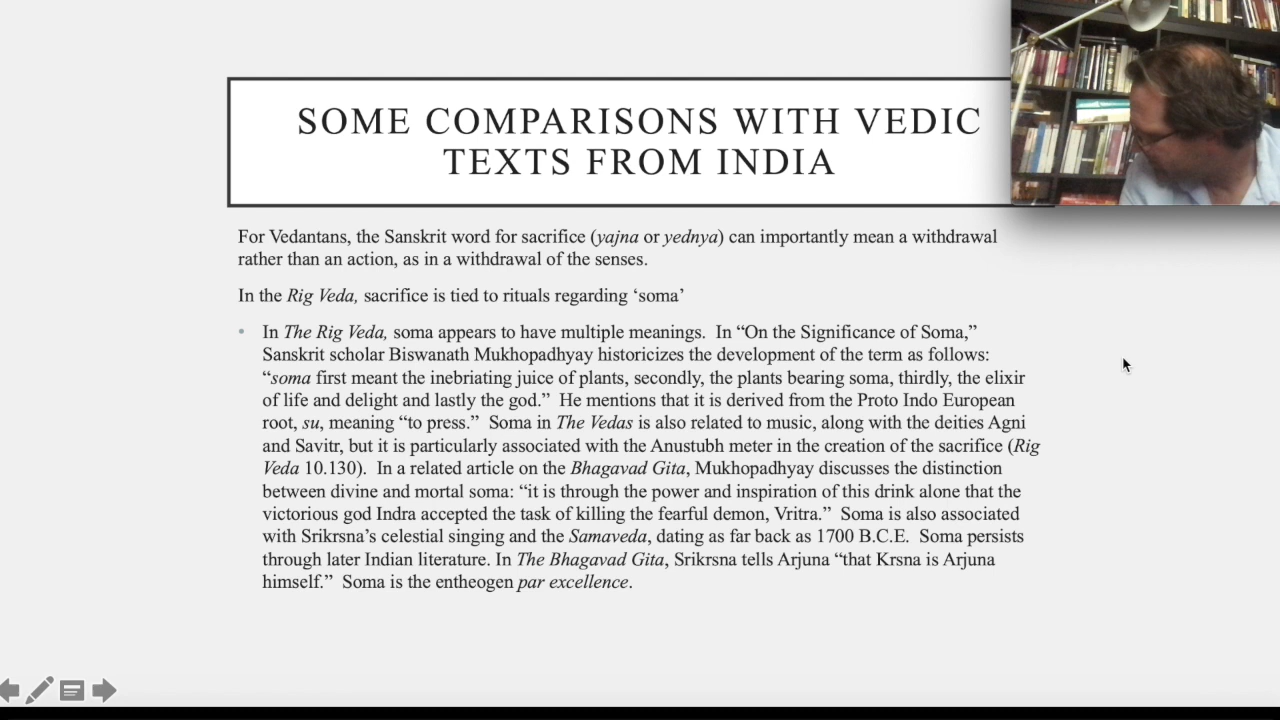 SOME COMPARISONS WITH VEDIC
TEXTS FROM INDIA
For Vedantans, the Sanskrit word for sacrifice (yajna or yednya) can importantly mean a withdrawal
rather than an action, as in a withdrawal of the senses.
In the Rig Veda, sacrifice is tied to rituals regarding ‘soma’
• In The Rig Veda, soma appears to have multiple meanings.  In “On the Significance of Soma,”
Sanskrit scholar Biswanath Mukhopadhyay historicizes the development of the term as follows:
“soma first meant the inebriating juice of plants, secondly, the plants bearing soma, thirdly, the elixir
of life and delight and lastly the god.”  He mentions that it is derived from the Proto Indo European
root, su, meaning “to press.”  Soma in The Vedas is also related to music, along with the deities Agni
and Savitr, but it is particularly associated with the Anustubh meter in the creation of the sacrifice (Rig
Veda 10.130).  In a related article on the Bhagavad Gita, Mukhopadhyay discusses the distinction
between divine and mortal soma: “it is through the power and inspiration of this drink alone that the
victorious god Indra accepted the task of killing the fearful demon, Vritra.”  Soma is also associated
with Srikrsna’s celestial singing and the Samaveda, dating as far back as 1700 B.C.E.  Soma persists
through later Indian literature. In The Bhagavad Gita, Srikrsna tells Arjuna “that Krsna is Arjuna
himself.”  Soma is the entheogen par excellence.